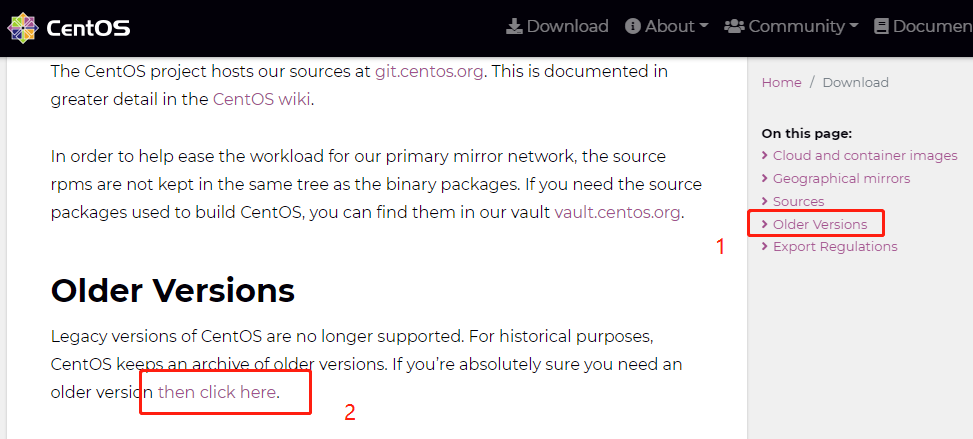 CentOS Download About Community Documen
The CentOS project hosts our sources at git.centos.org. This is documented in
greater detail in the CentOS wiki.
In order to help ease the workload for our primary mirror network, the source
rpms are not kept in the same tree as the binary packages. If you need the source
packages used to build CentOS, you can find them in our vault vault.centos.org.
Older Versions
Legacy versions of CentOS are no longer supported. For historical purposes,
CentOS keeps an archive of older versions. If you’re absolutely sure you need an
older version then click here.
2
Home / Download
On this page:
Cloud and container images
Geographical mirrors
Sources
Older Versions
1
Export Regulations